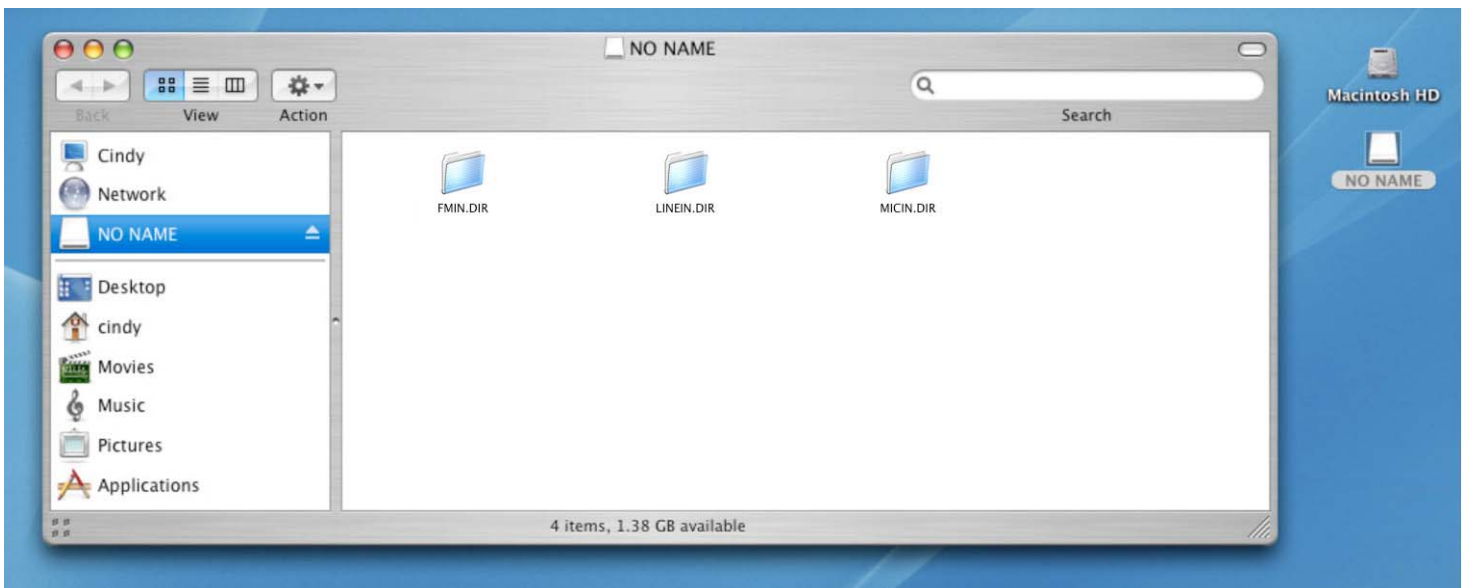 NO NAME
Back
View
Action
Search
Macintosh HD
NO NAME
Cindy
Network
NO NAME
Desktop
cindy
Movies
Music
Pictures
Applications
FMIN.DIR
LINEIN.DIR
MICIN.DIR
4 items, 1.38 GB available